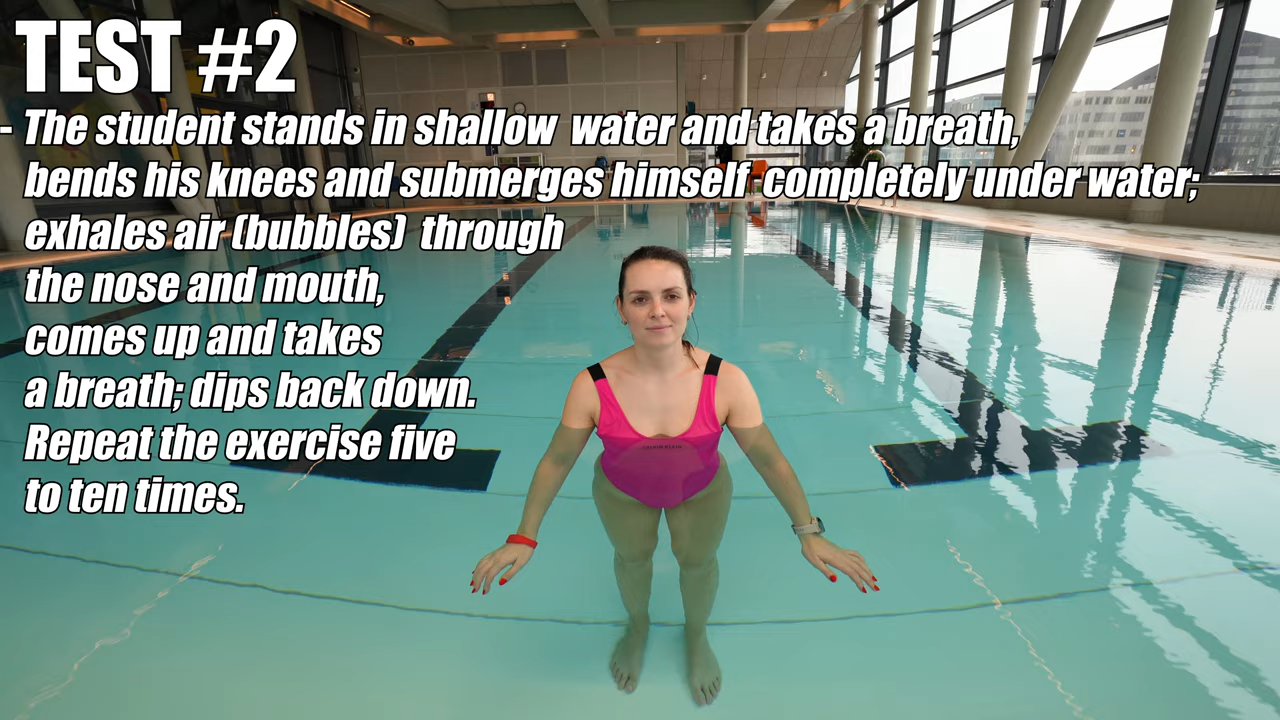 TEST #2
- The student stands in shallow water and takes a breath,
bends his knees and submerges himself completely under water;
exhales air (bubbles) through
the nose and mouth,
comes up and takes
a breath; dips back down.
Repeat the exercise five
to ten times.